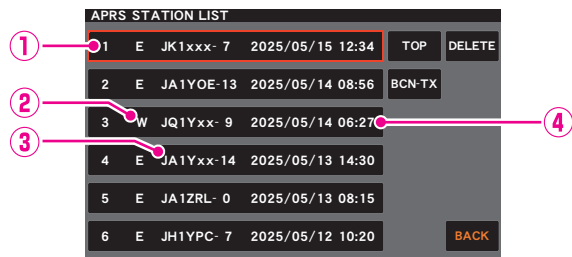 APRS STATION LIST
① 1 E JK1xxx- 7 2025/05/15 12:34 TOP DELETE
2 E JA1YOE-13 2025/05/14 08:56 BCN-TX
② 3 W JQ1Yxx- 9 2025/05/14 06:27 ④
③ 4 E JA1Yxx-14 2025/05/13 14:30
5 E JA1ZRL- 0 2025/05/13 08:15
6 E JH1YPC- 7 2025/05/12 10:20 BACK